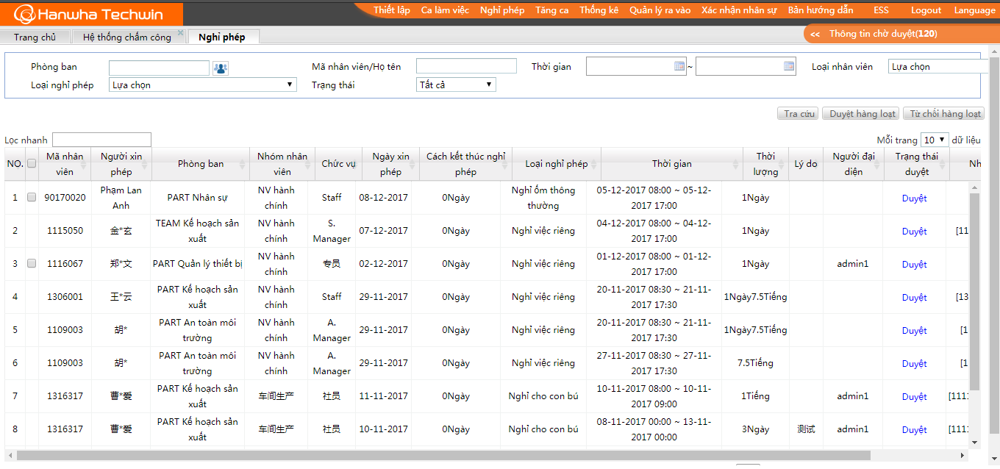 Hanwha Techwin
Thiết lập Ca làm việc Nghỉ phép Tăng ca Thống kê Quản lý ra vào Xác nhận nhân sự Bản hướng dẫn ESS Logout Language
Trang chủ Hệ thống chấm công Nghỉ phép
<< Thông tin chờ duyệt(120)
Phòng ban Mã nhân viên/Họ tên Thời gian ~ Loại nhân viên Lựa chọn
Loại nghỉ phép Lựa chọn Trạng thái Tất cả
Tra cứu Duyệt hàng loạt Từ chối hàng loạt
Lọc nhanh Mỗi trang 10 dữ liệu
NO. Mã nhân viên Người xin phép Phòng ban Nhóm nhân viên Chức vụ Ngày xin phép Cách kết thúc nghỉ phép Loại nghỉ phép Thời gian Thời lượng Lý do Người đại diện Trạng thái duyệt Nh
1 90170020 Phạm Lan Anh PART Nhân sự NV hành chính Staff 08-12-2017 0Ngày Nghỉ ốm thông thường 05-12-2017 08:00 ~ 05-12-2017 17:00 1Ngày Duyệt
2 1115050 金*玄 TEAM Kế hoạch sản xuất NV hành chính S. Manager 07-12-2017 0Ngày Nghỉ việc riêng 04-12-2017 08:00 ~ 04-12-2017 17:00 1Ngày Duyệt [11
3 1116067 郑*文 PART Quản lý thiết bị NV hành chính 专员 02-12-2017 0Ngày Nghỉ việc riêng 01-12-2017 08:00 ~ 01-12-2017 17:00 1Ngày admin1 Duyệt
4 1306001 王*云 PART Kế hoạch sản xuất NV hành chính Staff 29-11-2017 0Ngày Nghỉ việc riêng 20-11-2017 08:30 ~ 21-11-2017 17:30 1Ngày7.5Tiếng Duyệt [13
5 1109003 胡* PART An toàn môi trường NV hành chính A. Manager 29-11-2017 0Ngày Nghỉ việc riêng 20-11-2017 08:30 ~ 21-11-2017 17:30 1Ngày7.5Tiếng Duyệt [1
6 1109003 胡* PART An toàn môi trường NV hành chính A. Manager 29-11-2017 0Ngày Nghỉ việc riêng 27-11-2017 08:30 ~ 27-11-2017 17:30 7.5Tiếng Duyệt [1
7 1316317 曹*爱 PART Kế hoạch sản xuất 车间生产 社员 11-11-2017 0Ngày Nghỉ cho con bú 10-11-2017 08:00 ~ 10-11-2017 09:00 1Tiếng admin1 Duyệt [111
8 1316317 曹*爱 PART Kế hoạch sản xuất 车间生产 社员 10-11-2017 0Ngày Nghỉ cho con bú 08-11-2017 00:00 ~ 13-11-2017 00:00 3Ngày 测试 admin1 Duyệt [111